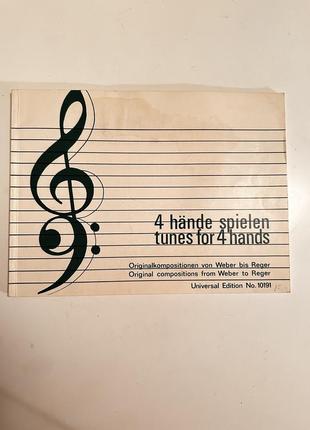 4 hände spielen
tunes for 4 hands
Originalkompositionen von Weber bis Reger
Original compositions from Weber to Reger
Universal Edition No. 10191